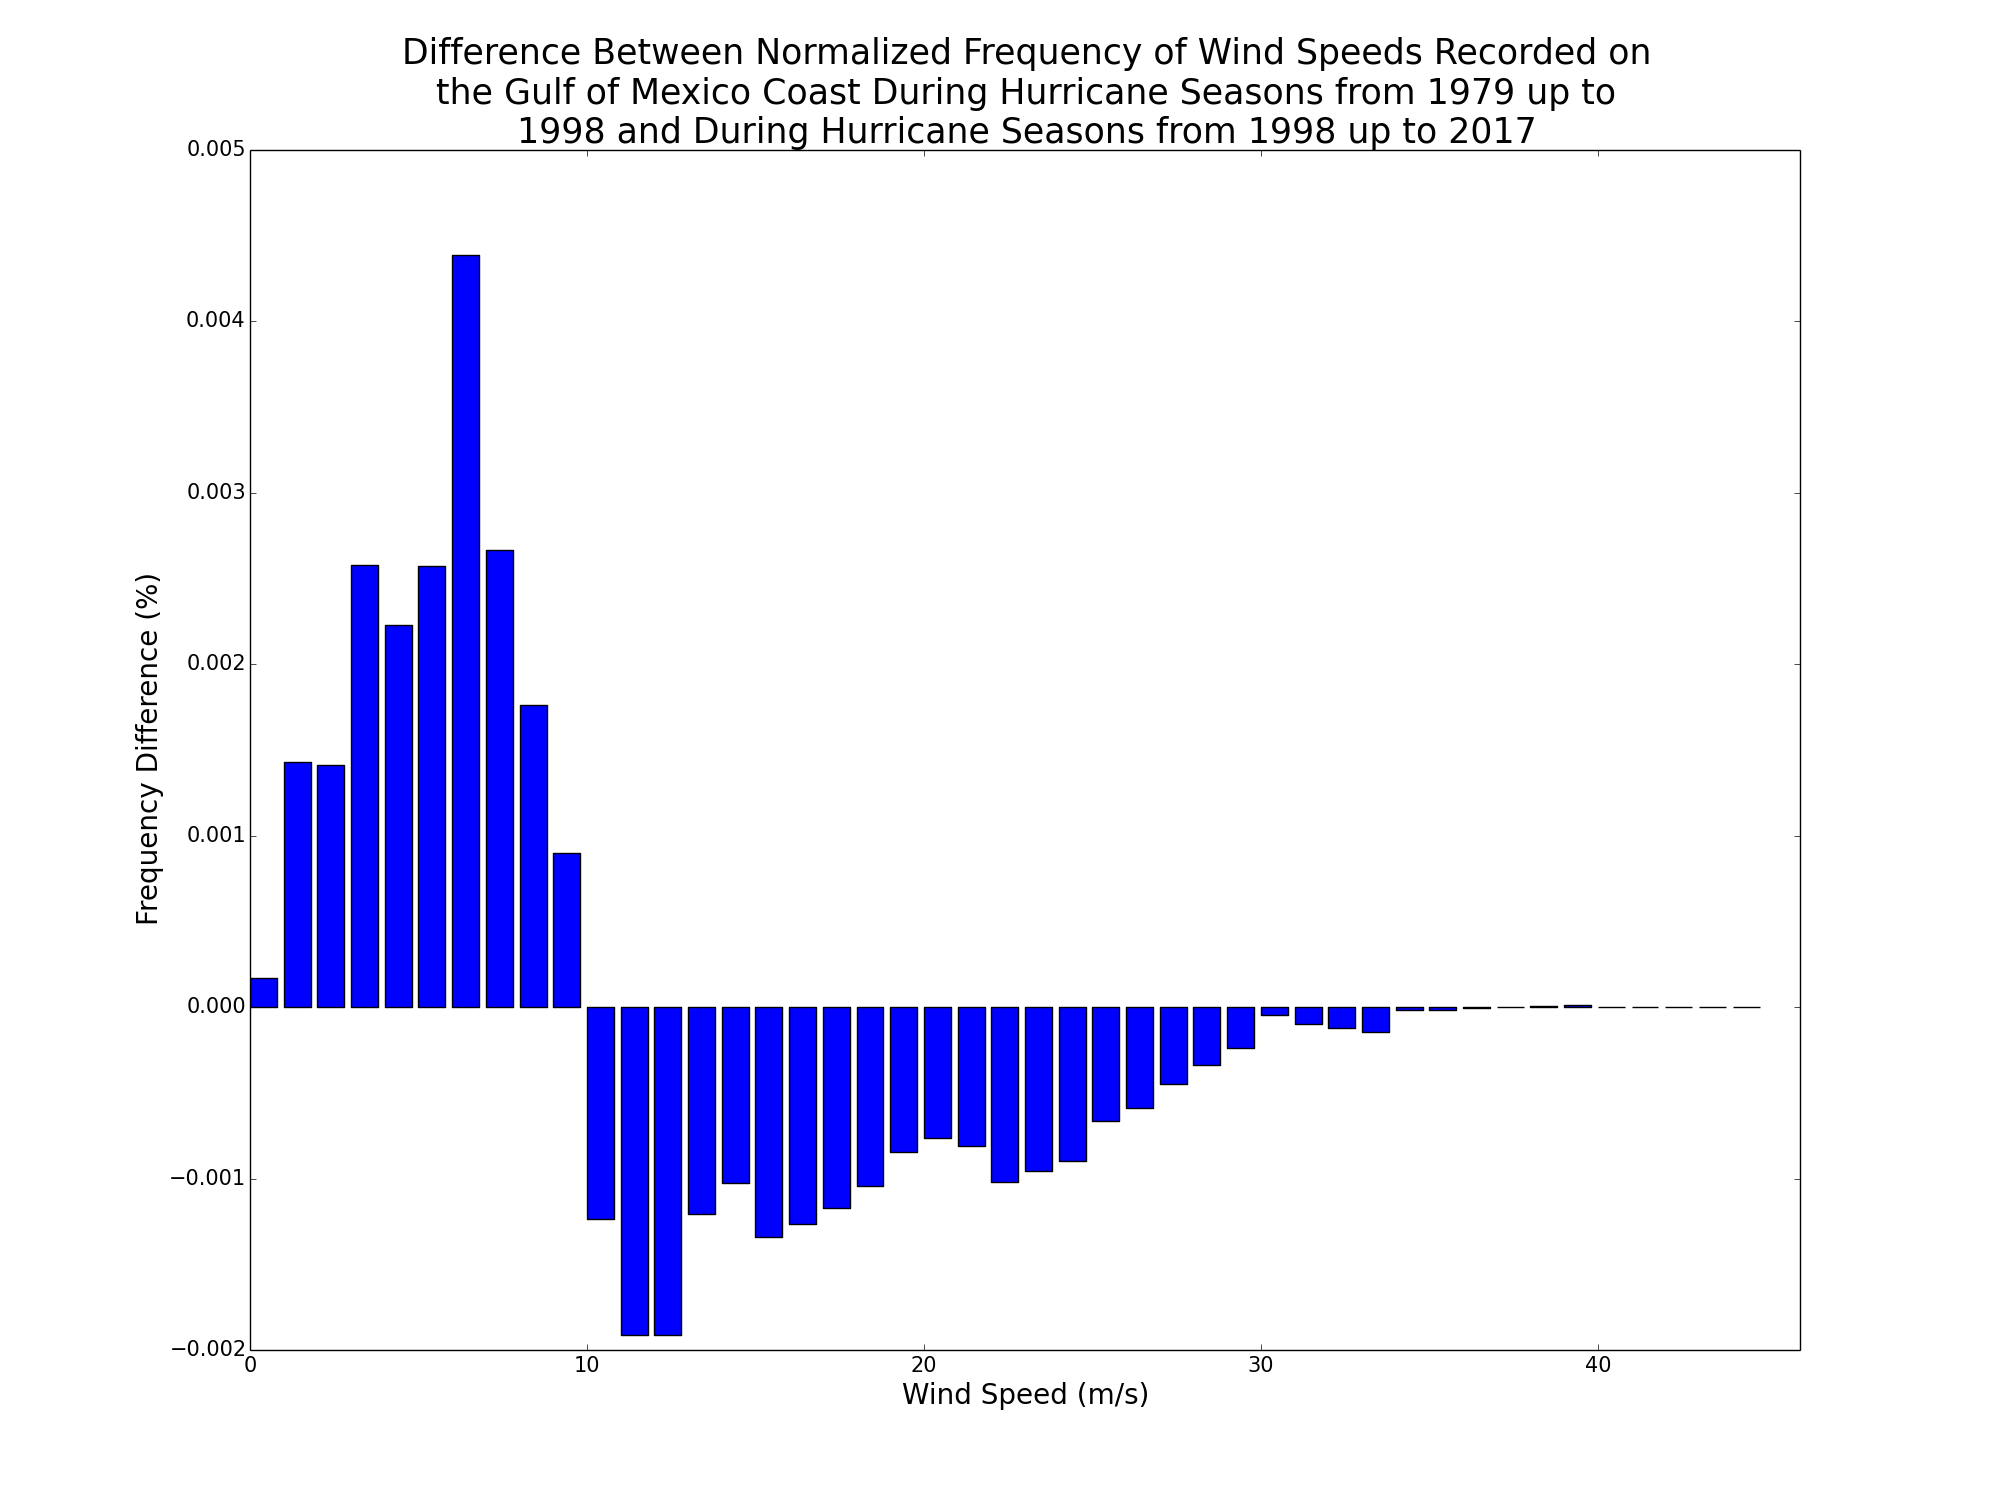 Difference Between Normalized Frequency of Wind Speeds Recorded on
the Gulf of Mexico Coast During Hurricane Seasons from 1979 up to
1998 and During Hurricane Seasons from 1998 up to 2017
0.005
0.004
0.003
0.002
0.001
0.000
−0.001
−0.002
Frequency Difference (%)
0 10 20 30 40
Wind Speed (m/s)